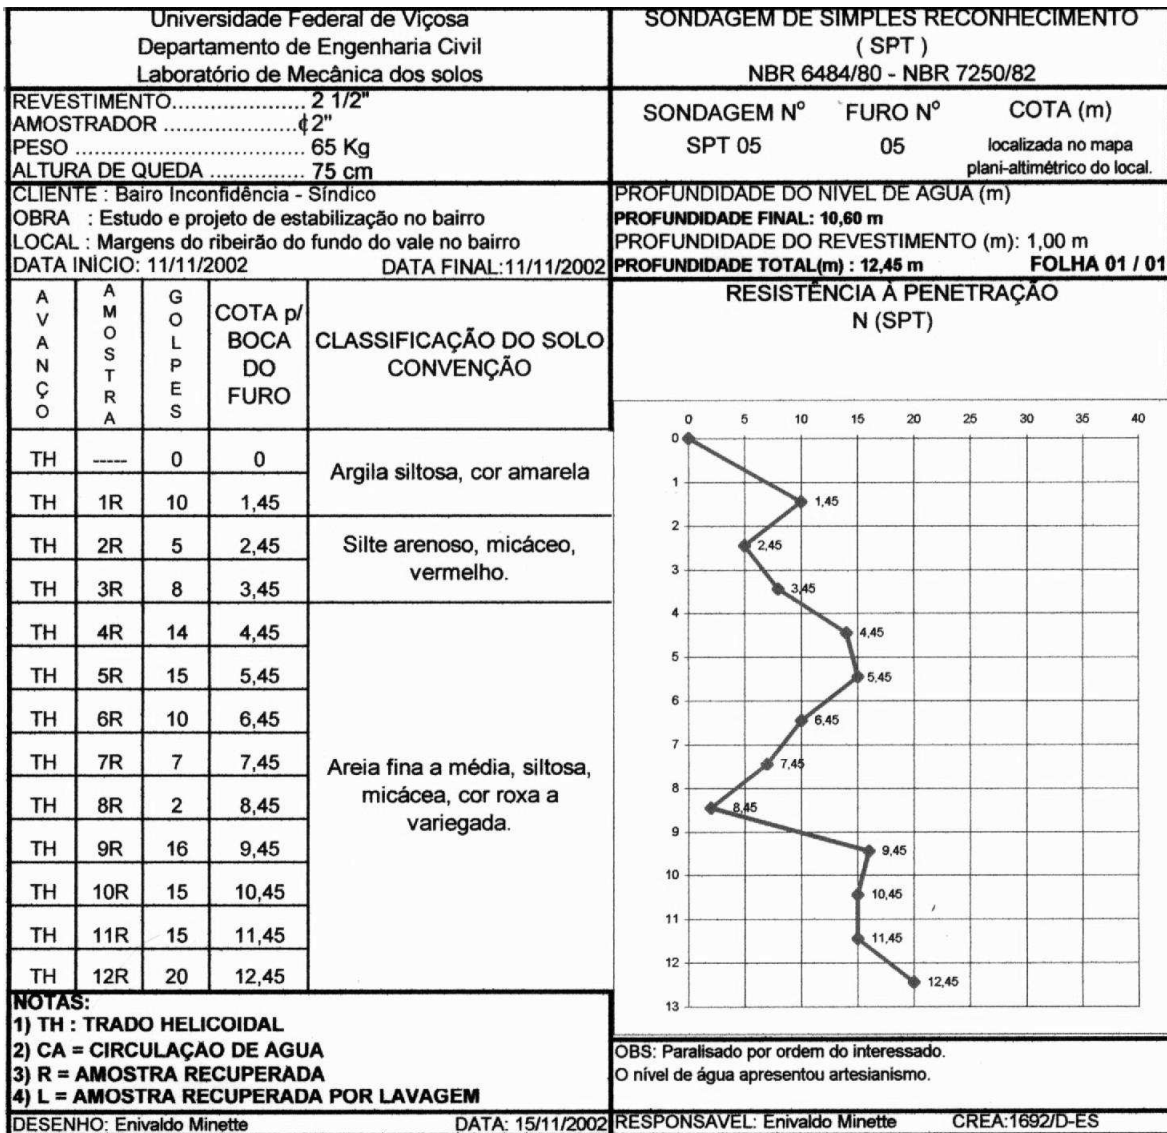 Universidade Federal de Viçosa
Departamento de Engenharia Civil
Laboratório de Mecânica dos solos
SONDAGEM DE SIMPLES RECONHECIMENTO
( SPT )
NBR 6484/80 - NBR 7250/82
REVESTIMENTO..................... 2 1/2"
AMOSTRADOR .....................¢2"
PESO .................................... 65 Kg
ALTURA DE QUEDA ............... 75 cm
SONDAGEM Nº FURO Nº COTA (m)
SPT 05 05 localizada no mapa
plani-altimétrico do local.
CLIENTE : Bairo Inconfidência - Síndico
OBRA : Estudo e projeto de estabilização no bairro
LOCAL : Margens do ribeirão do fundo do vale no bairro
DATA INÍCIO: 11/11/2002 DATA FINAL:11/11/2002
PROFUNDIDADE DO NIVEL DE AGUA (m)
PROFUNDIDADE FINAL: 10,60 m
PROFUNDIDADE DO REVESTIMENTO (m): 1,00 m
PROFUNDIDADE TOTAL(m) : 12,45 m FOLHA 01 / 01
AVANÇO
AMOSTRA
GOLPES
COTA p/
BOCA
DO
FURO
CLASSIFICAÇÃO DO SOLO
CONVENÇÃO
TH ----- 0 0
TH 1R 10 1,45
Argila siltosa, cor amarela
TH 2R 5 2,45
TH 3R 8 3,45
Silte arenoso, micáceo,
vermelho.
TH 4R 14 4,45
TH 5R 15 5,45
TH 6R 10 6,45
TH 7R 7 7,45
TH 8R 2 8,45
TH 9R 16 9,45
TH 10R 15 10,45
TH 11R 15 11,45
TH 12R 20 12,45
Areia fina a média, siltosa,
micácea, cor roxa a
variegada.
RESISTÊNCIA À PENETRAÇÃO
N (SPT)
0 5 10 15 20 25 30 35 40
0
1
2
3
4
5
6
7
8
9
10
11
12
13
1,45
2,45
3,45
4,45
5,45
6,45
7,45
8,45
9,45
10,45
11,45
12,45
NOTAS:
1) TH : TRADO HELICOIDAL
2) CA = CIRCULAÇÃO DE AGUA
3) R = AMOSTRA RECUPERADA
4) L = AMOSTRA RECUPERADA POR LAVAGEM
OBS: Paralisado por ordem do interessado.
O nível de água apresentou artesianismo.
DESENHO: Enivaldo Minette DATA: 15/11/2002
RESPONSAVEL: Enivaldo Minette CREA:1692/D-ES